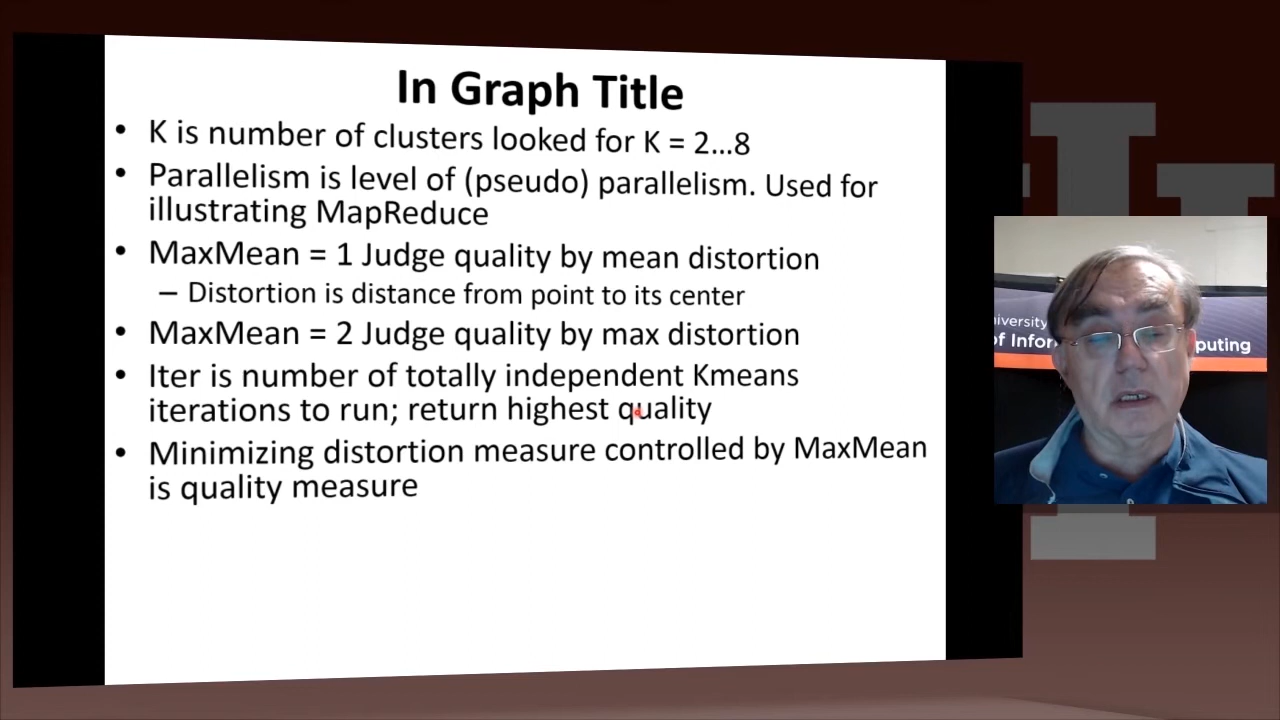 In Graph Title
• K is number of clusters looked for K = 2...8
• Parallelism is level of (pseudo) parallelism. Used for
illustrating MapReduce
• MaxMean = 1 Judge quality by mean distortion
– Distortion is distance from point to its center
• MaxMean = 2 Judge quality by max distortion
• Iter is number of totally independent Kmeans
iterations to run; return highest quality
• Minimizing distortion measure controlled by MaxMean
is quality measure